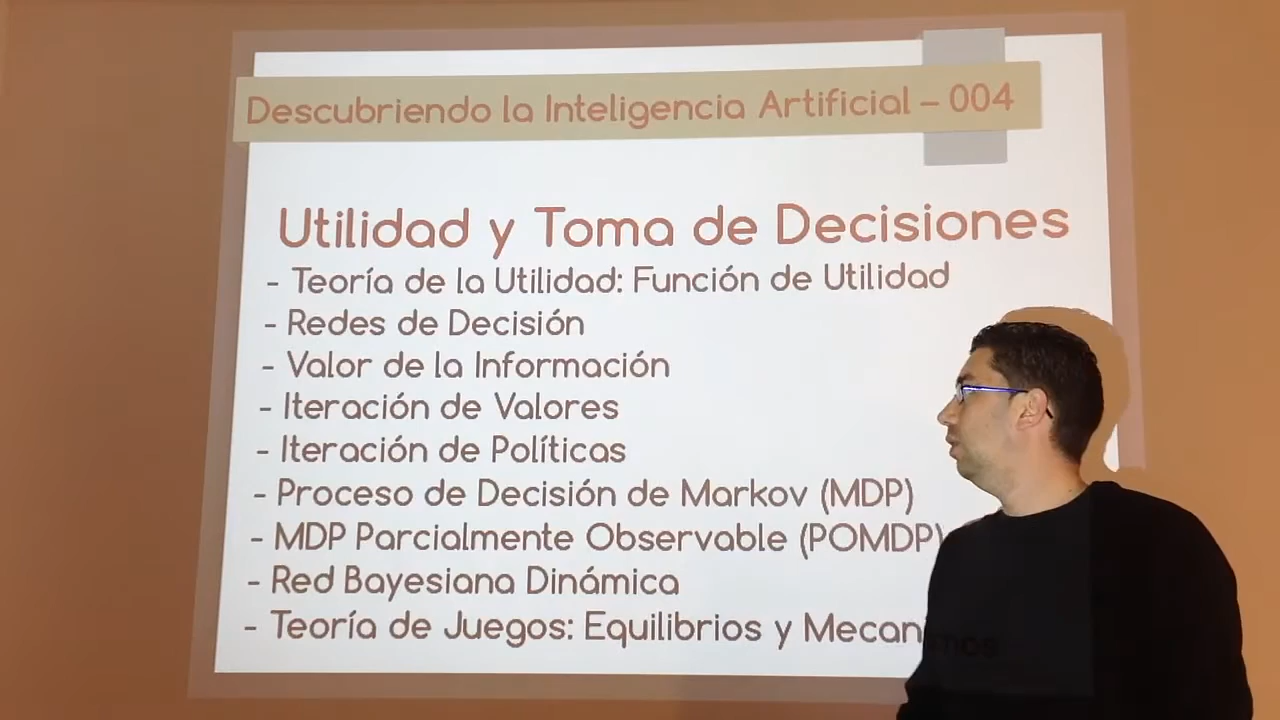 Descubriendo la Inteligencia Artificial – 004
Utilidad y Toma de Decisiones
- Teoría de la Utilidad: Función de Utilidad
- Redes de Decisión
- Valor de la Información
- Iteración de Valores
- Iteración de Políticas
- Proceso de Decisión de Markov (MDP)
- MDP Parcialmente Observable (POMDP)
- Red Bayesiana Dinámica
- Teoría de Juegos: Equilibrios y Mecanismos